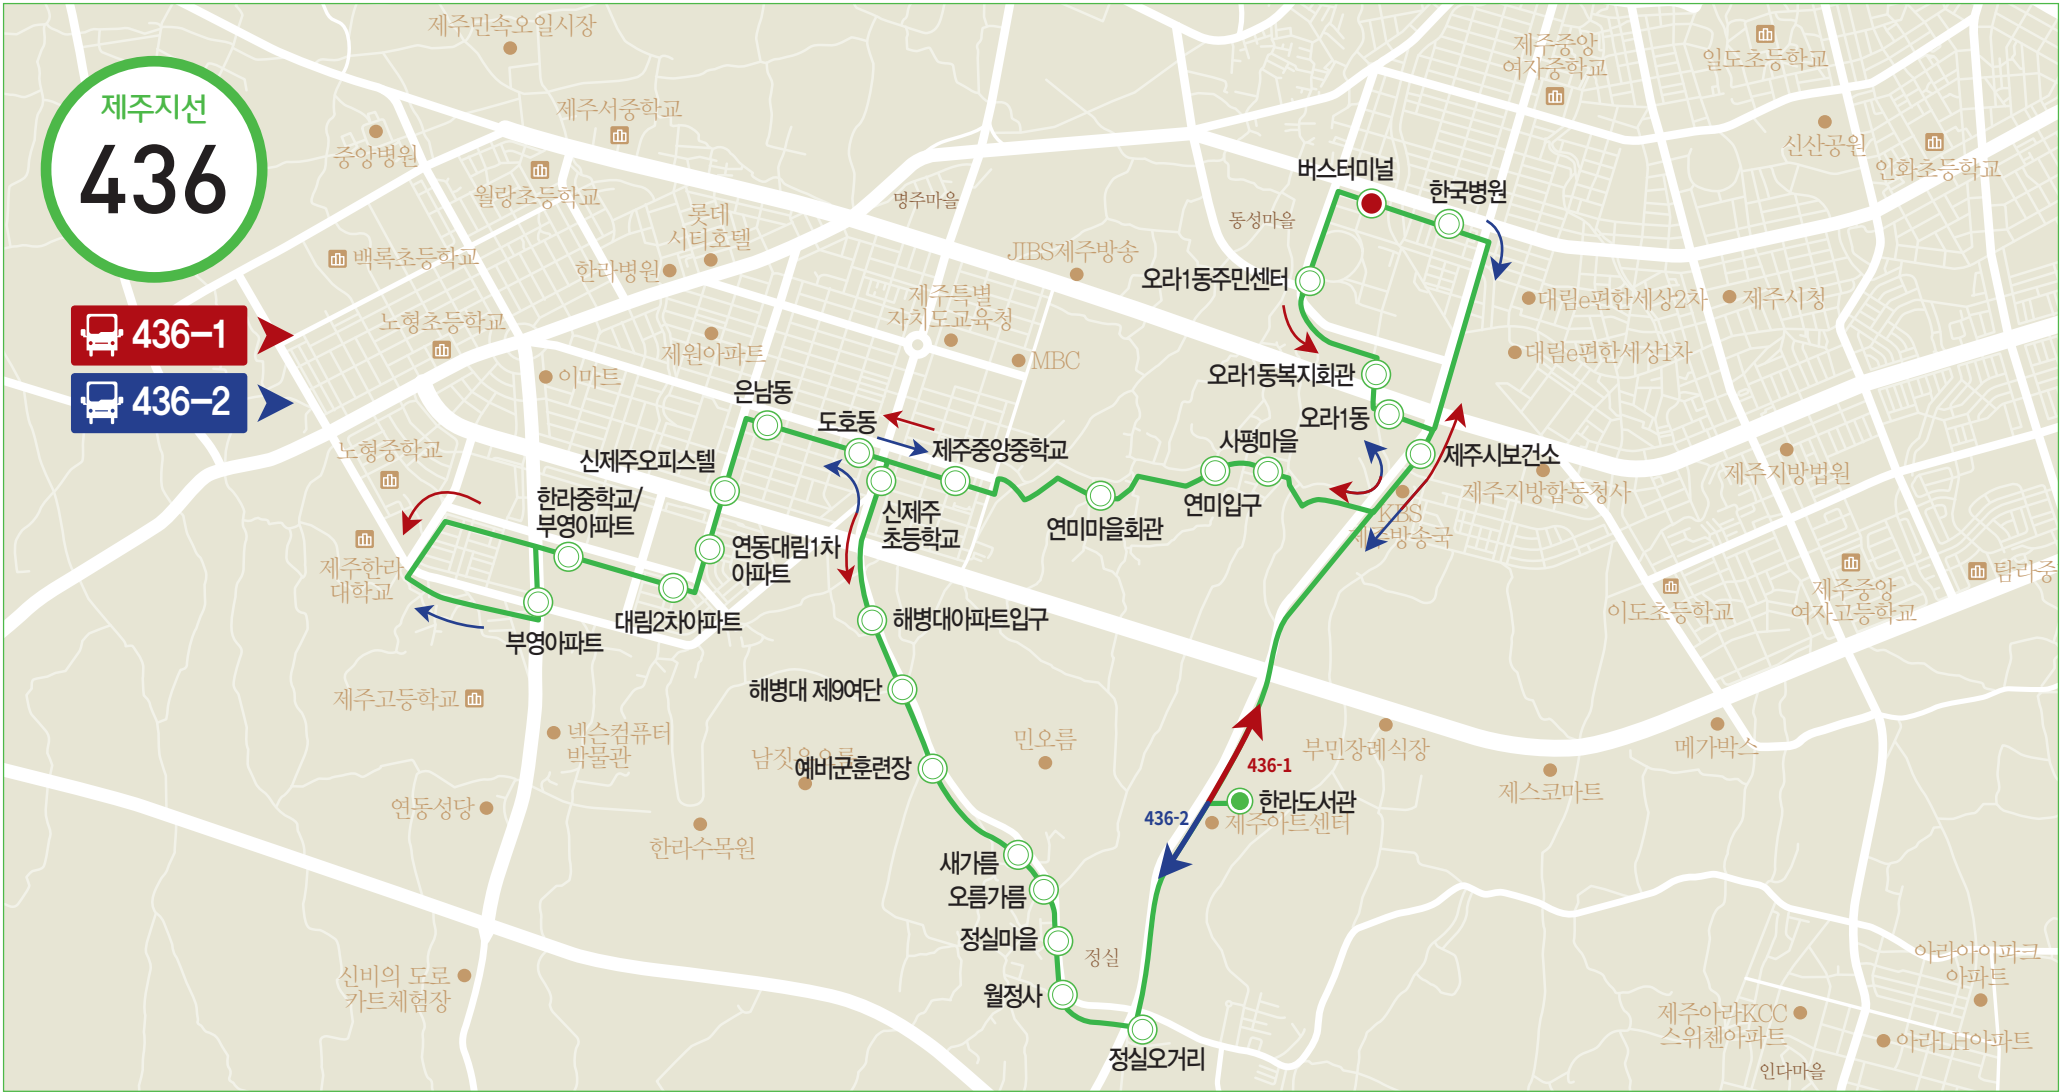 제주지선
436
436-1
436-2
제주민속오일시장
제주서중학교
중앙병원
월랑초등학교
백록초등학교
롯데
시티호텔
한라병원
명주마을
노형초등학교
이마트
제원아파트
제주특별
자치도교육청
MBC
JIBS제주방송
동성마을
버스터미널
한국병원
오라1동주민센터
오라1동복지회관
오라1동
제주시보건소
제주중앙
여자중학교
일도초등학교
신산공원
인화초등학교
대림e편한세상2차
제주시청
대림e편한세상1차
제주지방법원
제주지방합동청사
KBS
제주방송국
은남동
도호동
제주중앙중학교
사평마을
연미입구
연미마을회관
신제주오피스텔
신제주
초등학교
한라중학교/
부영아파트
연동대림1차
아파트
대림2차아파트
부영아파트
노형중학교
제주한라
대학교
해병대아파트입구
해병대 제9여단
예비군훈련장
제주고등학교
넥슨컴퓨터
박물관
남짓은오름
민오름
연동성당
한라수목원
새가름
오름가름
정실마을
정실
월정사
정실오거리
신비의 도로
카트체험장
436-1
436-2
한라도서관
제주아트센터
부민장례식장
제스코마트
메가박스
이도초등학교
제주중앙
여자고등학교
탐라중
아라아이파크
아파트
제주아라KCC
스위첸아파트
아라LH아파트
인다마을